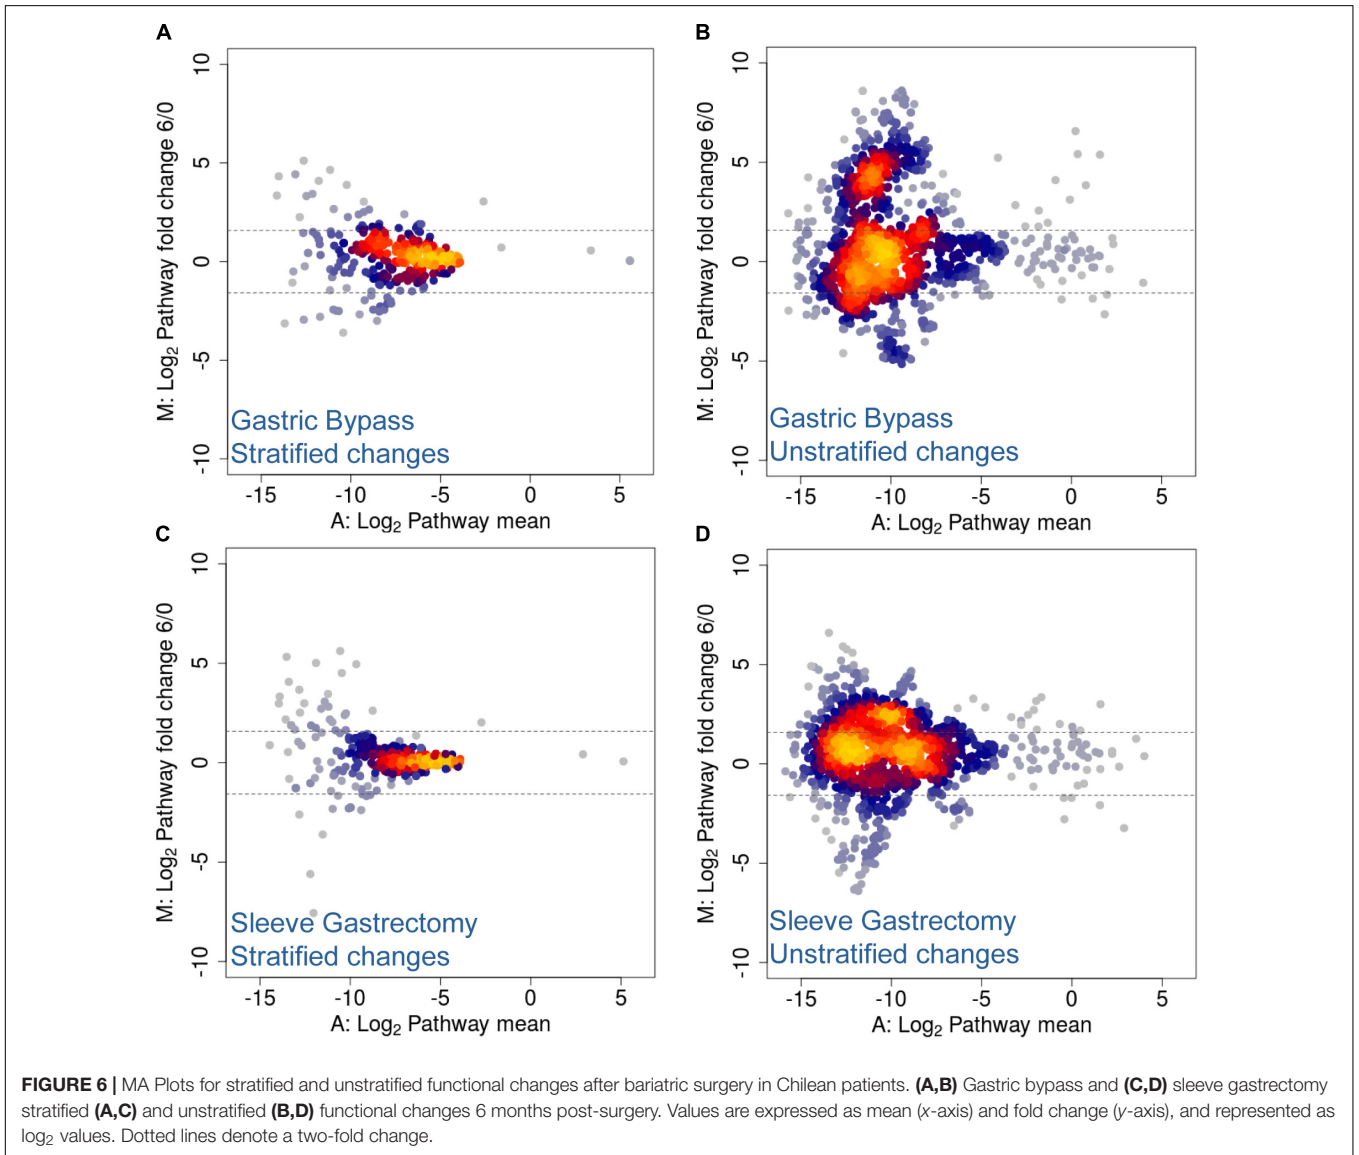 A
10
5
0
-5
-10
M: Log2 Pathway fold change 6/0
Gastric Bypass
Stratified changes
-15 -10 -5 0 5
A: Log2 Pathway mean
B
10
5
0
-5
-10
M: Log2 Pathway fold change 6/0
Gastric Bypass
Unstratified changes
-15 -10 -5 0 5
A: Log2 Pathway mean
C
10
5
0
-5
-10
M: Log2 Pathway fold change 6/0
Sleeve Gastrectomy
Stratified changes
-15 -10 -5 0 5
A: Log2 Pathway mean
D
10
5
0
-5
-10
M: Log2 Pathway fold change 6/0
Sleeve Gastrectomy
Unstratified changes
-15 -10 -5 0 5
A: Log2 Pathway mean
FIGURE 6 | MA Plots for stratified and unstratified functional changes after bariatric surgery in Chilean patients. (A,B) Gastric bypass and (C,D) sleeve gastrectomy
stratified (A,C) and unstratified (B,D) functional changes 6 months post-surgery. Values are expressed as mean (x-axis) and fold change (y-axis), and represented as
log2 values. Dotted lines denote a two-fold change.